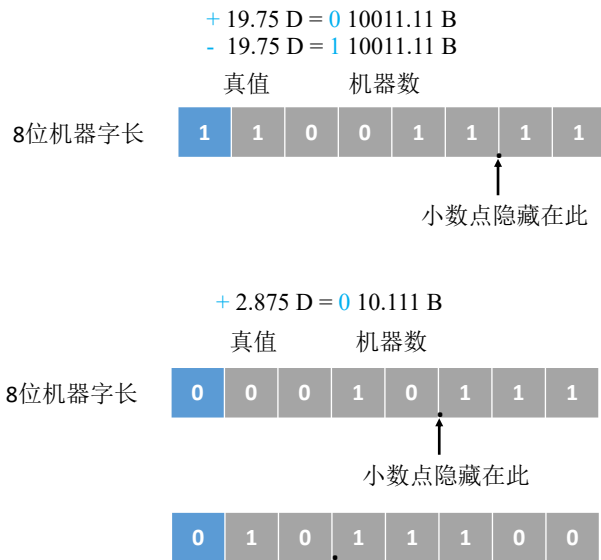 + 19.75 D = 0 10011.11 B
- 19.75 D = 1 10011.11 B
真值 机器数
8位机器字长 1 1 0 0 1 1 1 1
小数点隐藏在此
+ 2.875 D = 0 10.111 B
真值 机器数
8位机器字长 0 0 0 1 0 1 1 1
小数点隐藏在此
0 1 0 1 1 1 0 0